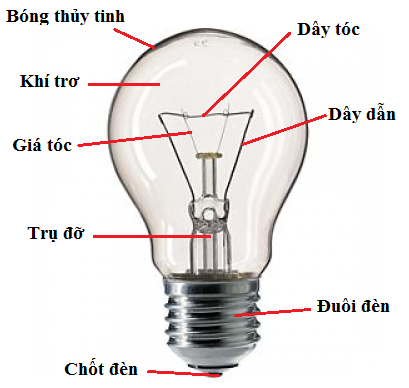 Bóng thủy tinh
Dây tóc
Khí trơ
Dây dẫn
Giá tóc
Trụ đỡ
Đuôi đèn
Chốt đèn